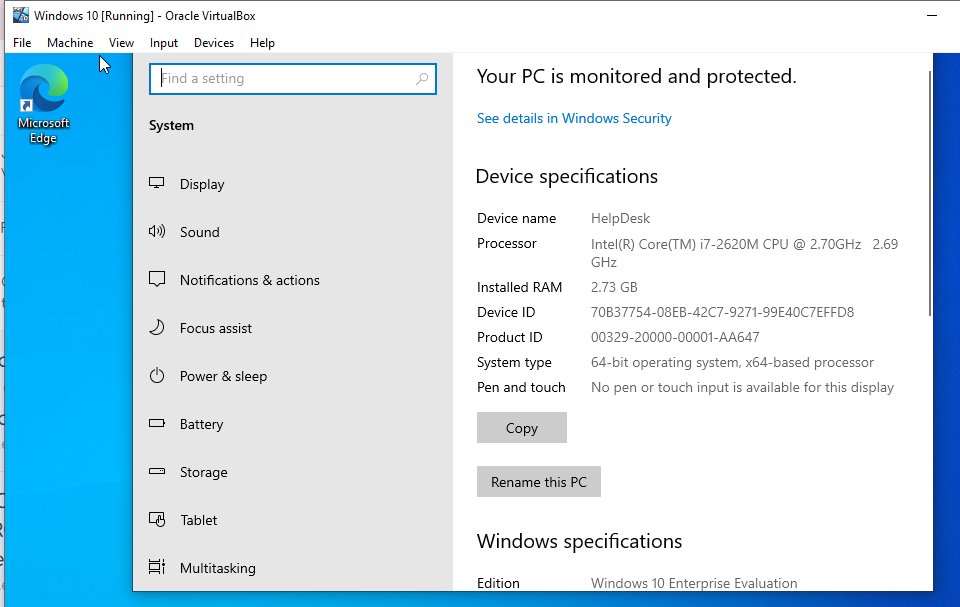 Windows 10 [Running] - Oracle VirtualBox
File Machine View Input Devices Help
Microsoft
Edge
Find a setting
System
Display
Sound
Notifications & actions
Focus assist
Power & sleep
Battery
Storage
Tablet
Multitasking
Your PC is monitored and protected.
See details in Windows Security
Device specifications
Device name HelpDesk
Processor Intel(R) Core(TM) i7-2620M CPU @ 2.70GHz 2.69
GHz
Installed RAM 2.73 GB
Device ID 70B37754-08EB-42C7-9271-99E40C7EFFD8
Product ID 00329-20000-00001-AA647
System type 64-bit operating system, x64-based processor
Pen and touch No pen or touch input is available for this display
Copy
Rename this PC
Windows specifications
Edition Windows 10 Enterprise Evaluation